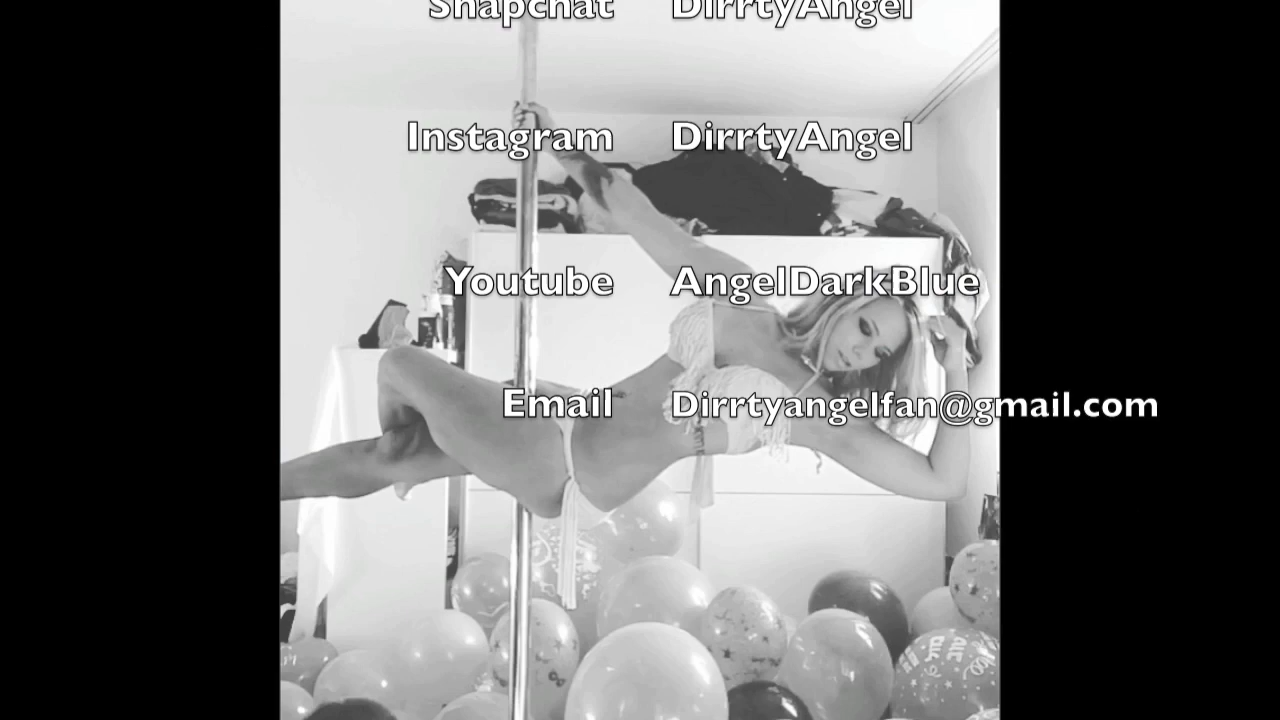 Snapchat DirrtyAngel
Instagram DirrtyAngel
Youtube AngelDarkBlue
Email Dirrtyangelfan@gmail.com